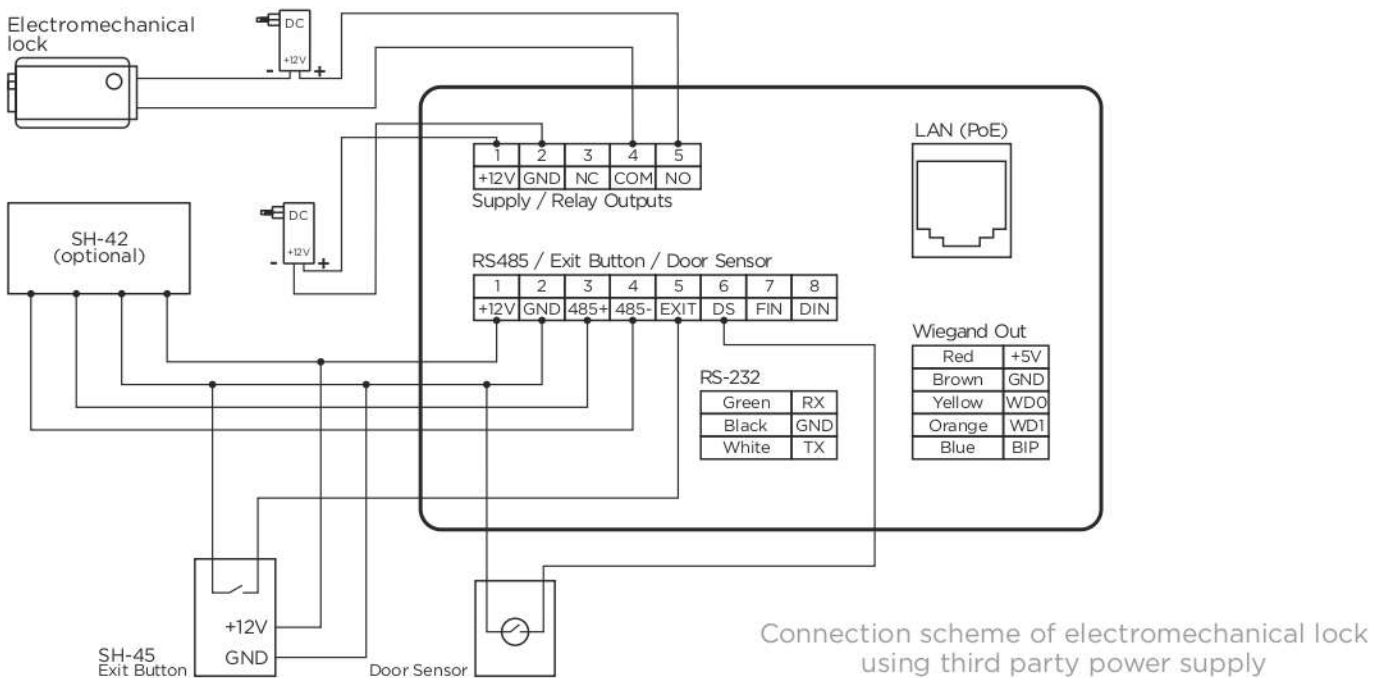 Electromechanical
lock
DC
+12V
- +
1 2 3 4 5
+12V GND NC COM NO
Supply / Relay Outputs
LAN (PoE)
SH-42
(optional)
DC
+12V
- +
RS485 / Exit Button / Door Sensor
1 2 3 4 5 6 7 8
+12V GND 485+ 485- EXIT DS FIN DIN
RS-232
Green RX
Black GND
White TX
Wiegand Out
Red +5V
Brown GND
Yellow WD0
Orange WD1
Blue BIP
+12V
GND
SH-45
Exit Button
Door Sensor
Connection scheme of electromechanical lock
using third party power supply